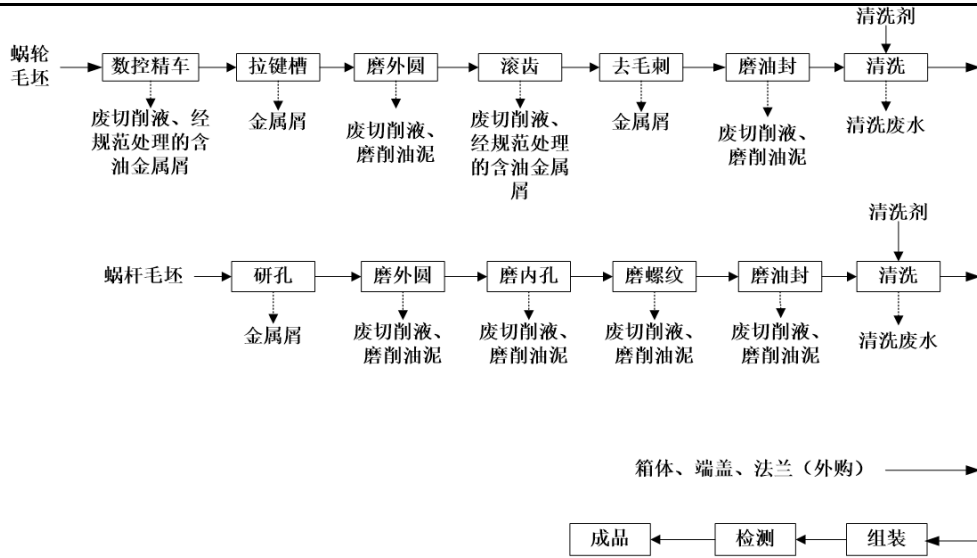 清洗剂
蜗轮
毛坯
数控精车
拉键槽
磨外圆
滚齿
去毛刺
磨油封
清洗
废切削液、经
规范处理的含
油金属屑
金属屑
废切削液、
磨削油泥
废切削液、
经规范处理
的含油金属
屑
金属屑
废切削液、
磨削油泥
清洗废水
清洗剂
蜗杆毛坯
研孔
磨外圆
磨内孔
磨螺纹
磨油封
清洗
金属屑
废切削液、
磨削油泥
废切削液、
磨削油泥
废切削液、
磨削油泥
废切削液、
磨削油泥
清洗废水
箱体、端盖、法兰（外购）
成品
检测
组装